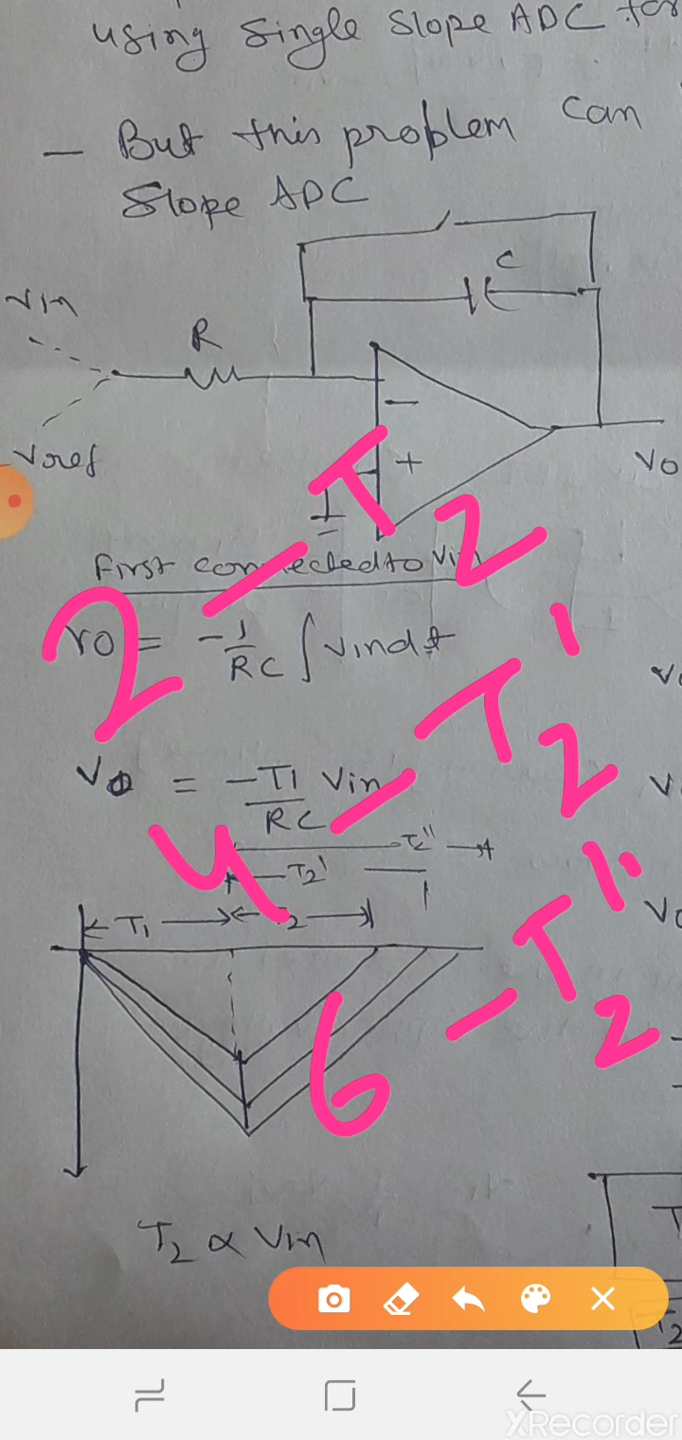 using single slope ADC for
— But this problem can
slope ADC
C
Vin
R
Vref
−
+
Vo
First connected to Vin
Vo = -1/RC ∫ Vin dt
Vo = -T1/RC Vin
T2'
T1
T2 ∝ Vin
2 - T2
4 - T2'
6 - T2"
XRecorder